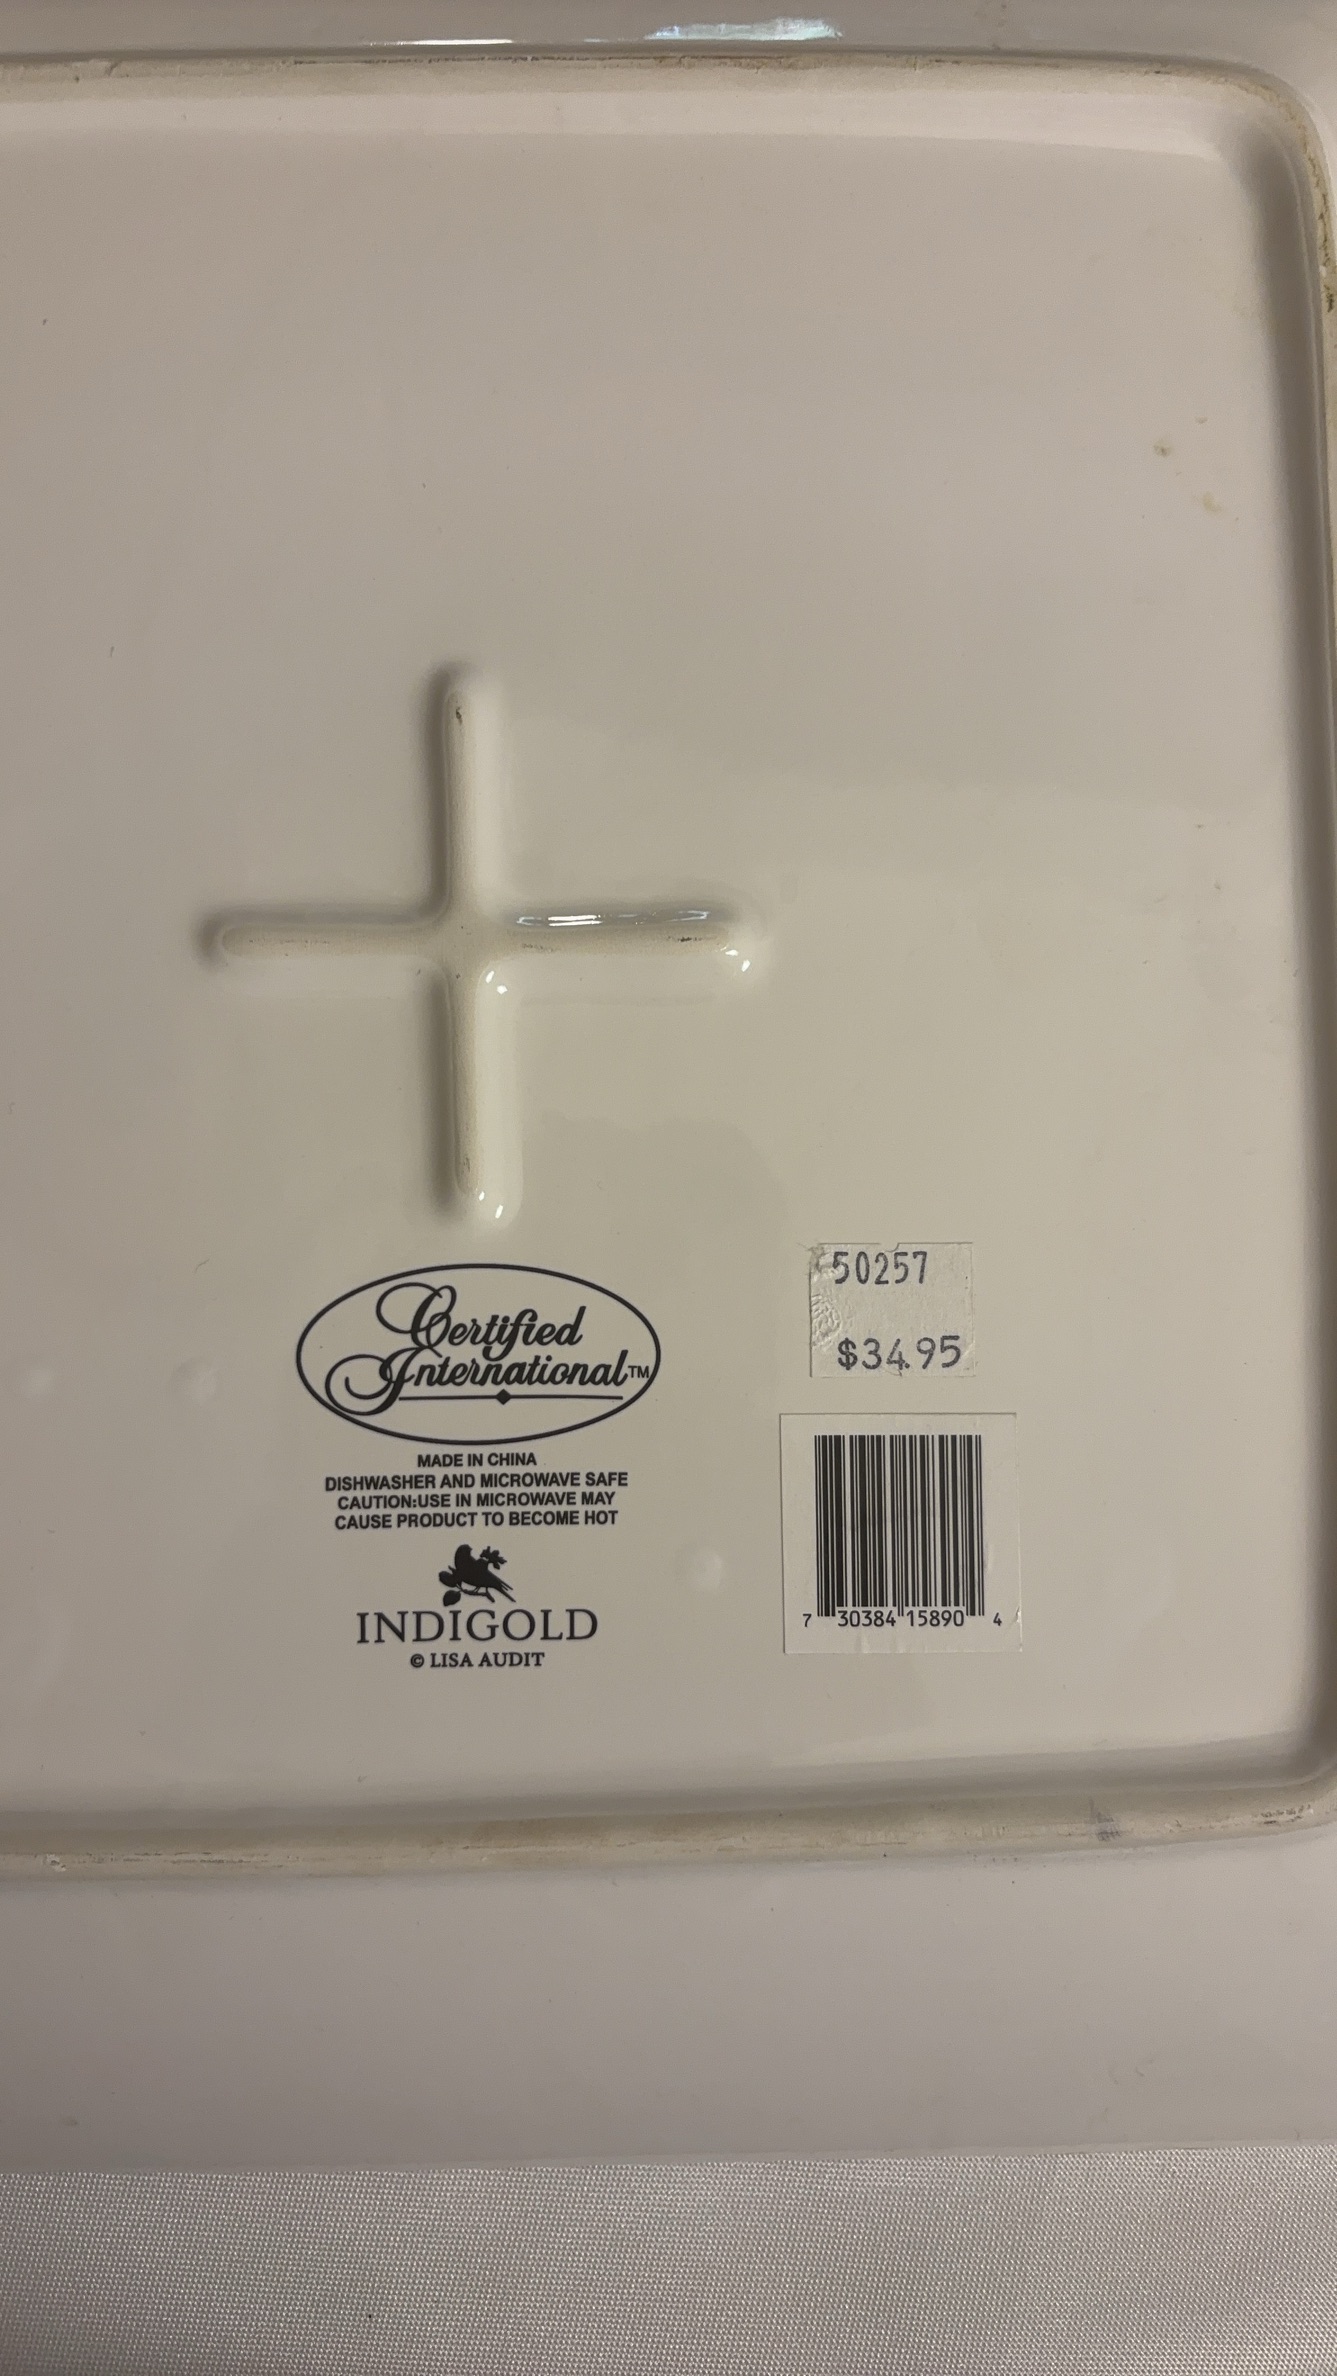 Certified
International™
MADE IN CHINA
DISHWASHER AND MICROWAVE SAFE
CAUTION:USE IN MICROWAVE MAY
CAUSE PRODUCT TO BECOME HOT
INDIGOLD
© LISA AUDIT
50257
$34.95
7 30384 15890 4